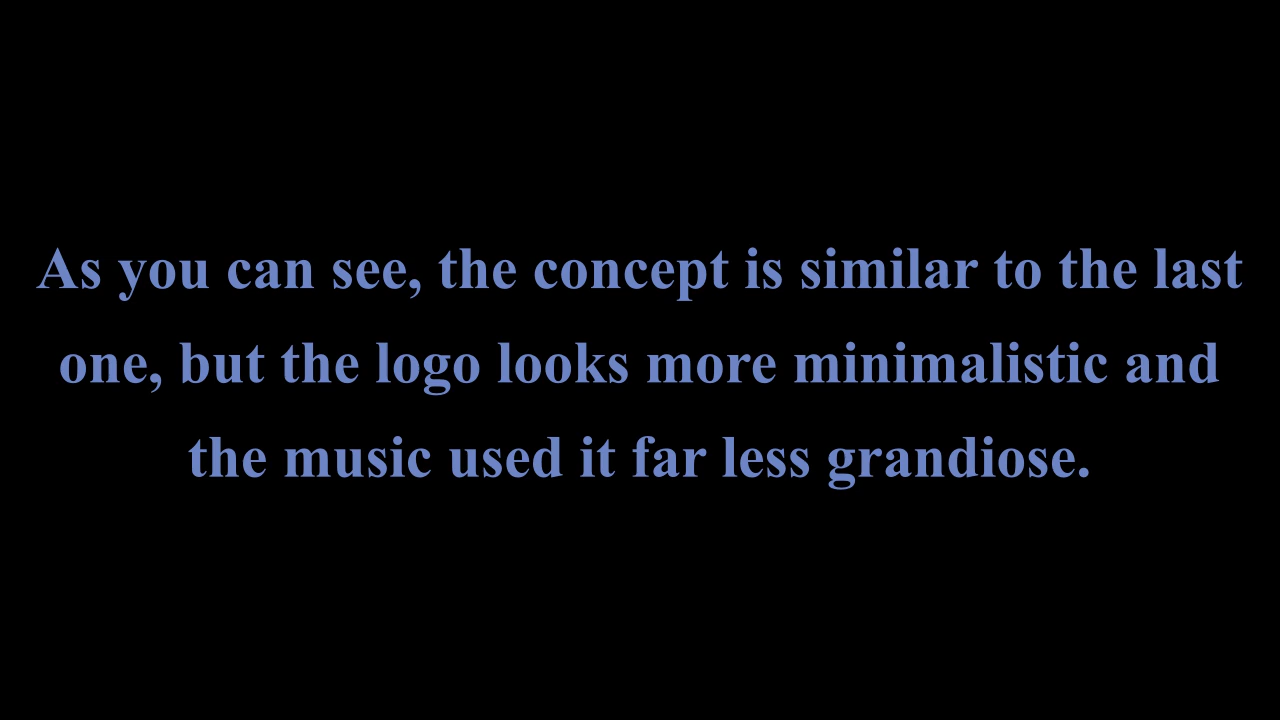 As you can see, the concept is similar to the last
one, but the logo looks more minimalistic and
the music used it far less grandiose.